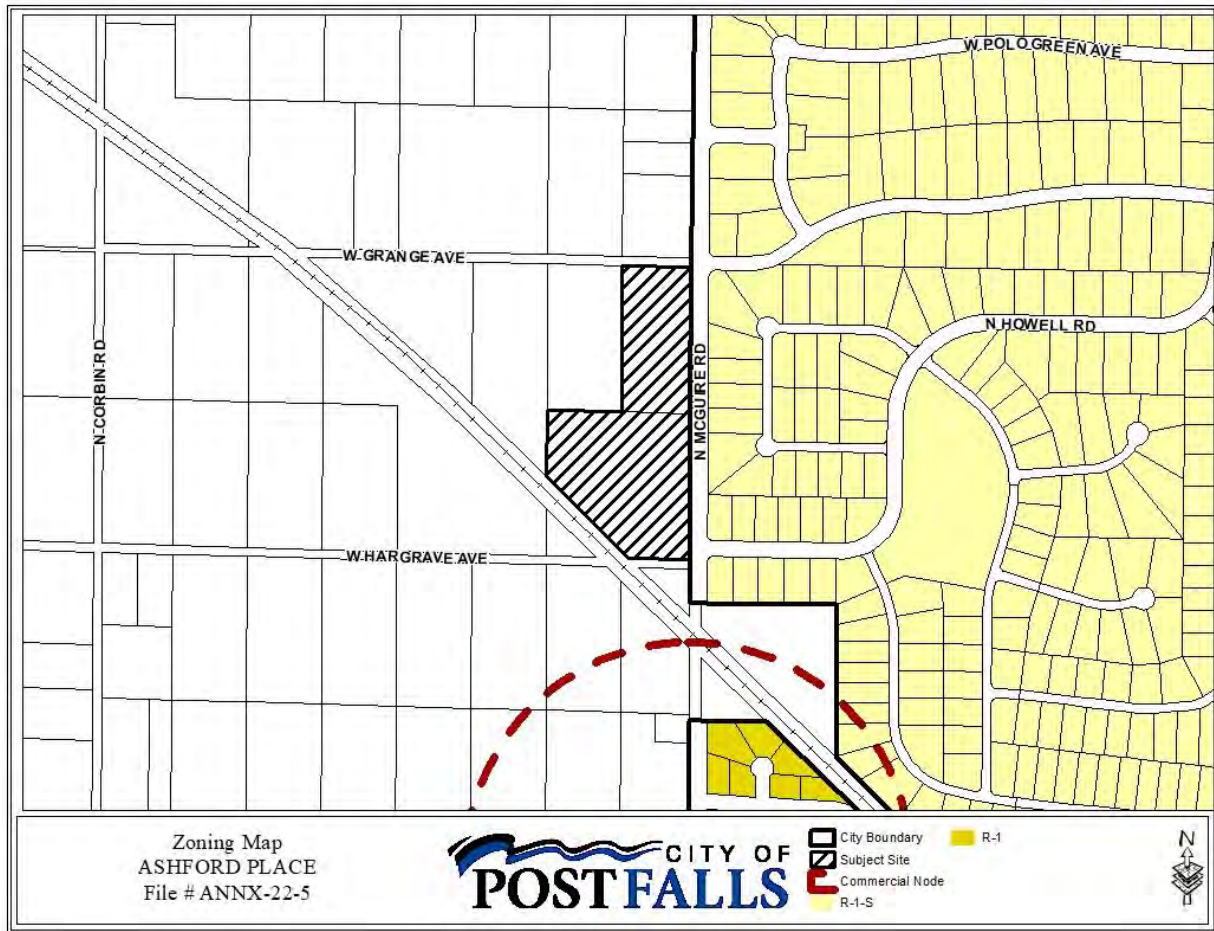 W POLO GREEN AVE
W GRANGE AVE
N HOWELL RD
N CORBIN RD
N MCGUIRE RD
W HARGRAVE AVE
Zoning Map
ASHFORD PLACE
File # ANNX-22-5
CITY OF
POST FALLS
City Boundary
Subject Site
Commercial Node
R-1-S
R-1
N